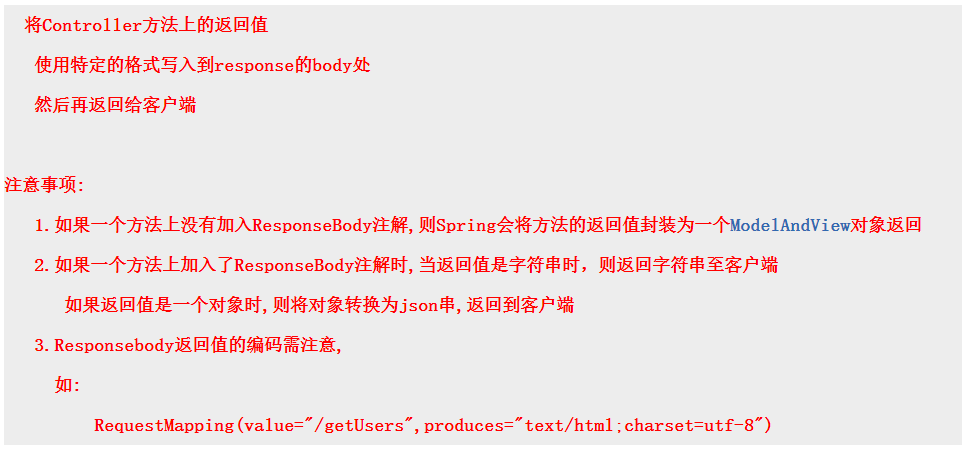 将Controller方法上的返回值
使用特定的格式写入到response的body处
然后再返回给客户端
注意事项:
1.如果一个方法上没有加入ResponseBody注解,则Spring会将方法的返回值封装为一个ModelAndView对象返回
2.如果一个方法上加入了ResponseBody注解时,当返回值是字符串时，则返回字符串至客户端
如果返回值是一个对象时,则将对象转换为json串,返回到客户端
3.Responsebody返回值的编码需注意,
如:
RequestMapping(value="/getUsers",produces="text/html;charset=utf-8")